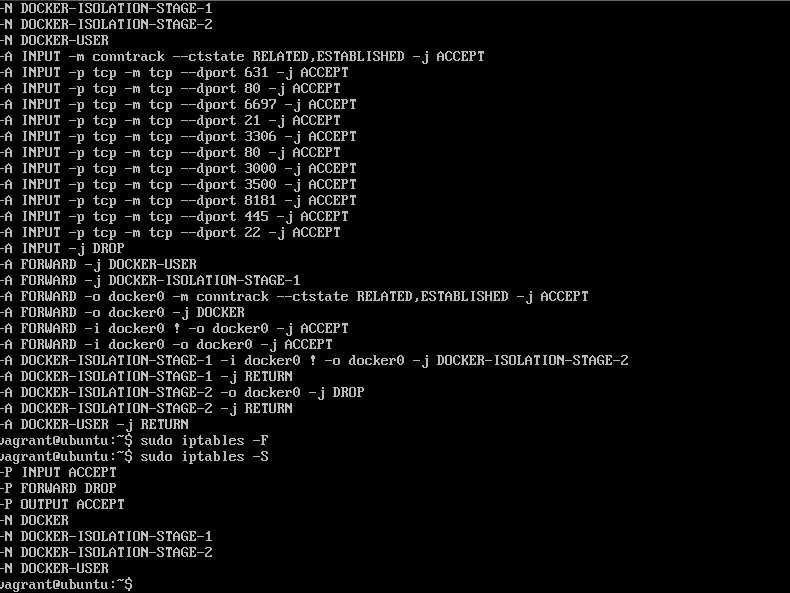 -N DOCKER-ISOLATION-STAGE-1
-N DOCKER-ISOLATION-STAGE-2
-N DOCKER-USER
-A INPUT -m conntrack --ctstate RELATED,ESTABLISHED -j ACCEPT
-A INPUT -p tcp -m tcp --dport 631 -j ACCEPT
-A INPUT -p tcp -m tcp --dport 80 -j ACCEPT
-A INPUT -p tcp -m tcp --dport 6697 -j ACCEPT
-A INPUT -p tcp -m tcp --dport 21 -j ACCEPT
-A INPUT -p tcp -m tcp --dport 3306 -j ACCEPT
-A INPUT -p tcp -m tcp --dport 80 -j ACCEPT
-A INPUT -p tcp -m tcp --dport 3000 -j ACCEPT
-A INPUT -p tcp -m tcp --dport 3500 -j ACCEPT
-A INPUT -p tcp -m tcp --dport 8181 -j ACCEPT
-A INPUT -p tcp -m tcp --dport 445 -j ACCEPT
-A INPUT -p tcp -m tcp --dport 22 -j ACCEPT
-A INPUT -j DROP
-A FORWARD -j DOCKER-USER
-A FORWARD -j DOCKER-ISOLATION-STAGE-1
-A FORWARD -o docker0 -m conntrack --ctstate RELATED,ESTABLISHED -j ACCEPT
-A FORWARD -o docker0 -j DOCKER
-A FORWARD -i docker0 ! -o docker0 -j ACCEPT
-A FORWARD -i docker0 -o docker0 -j ACCEPT
-A DOCKER-ISOLATION-STAGE-1 -i docker0 ! -o docker0 -j DOCKER-ISOLATION-STAGE-2
-A DOCKER-ISOLATION-STAGE-1 -j RETURN
-A DOCKER-ISOLATION-STAGE-2 -o docker0 -j DROP
-A DOCKER-ISOLATION-STAGE-2 -j RETURN
-A DOCKER-USER -j RETURN
vagrant@ubuntu:~$ sudo iptables -F
vagrant@ubuntu:~$ sudo iptables -S
-P INPUT ACCEPT
-P FORWARD DROP
-P OUTPUT ACCEPT
-N DOCKER
-N DOCKER-ISOLATION-STAGE-1
-N DOCKER-ISOLATION-STAGE-2
-N DOCKER-USER
vagrant@ubuntu:~$